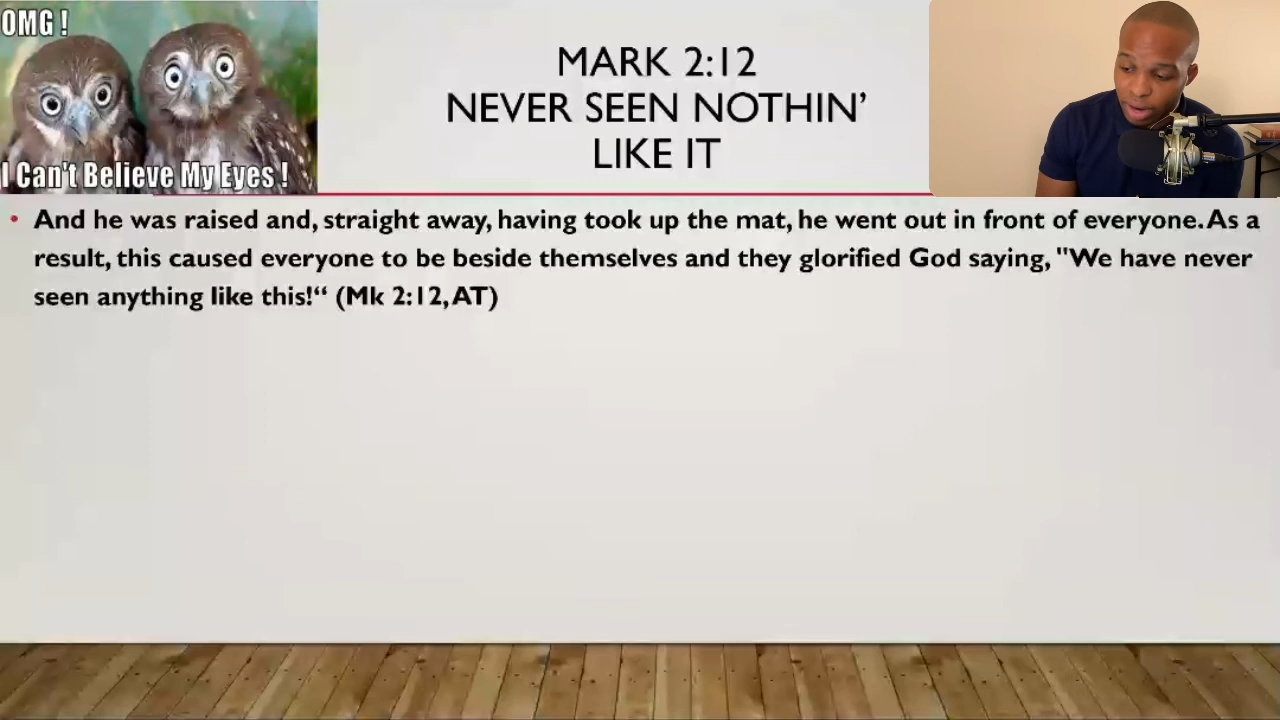 OMG !
I Can't Believe My Eyes !
MARK 2:12
NEVER SEEN NOTHIN’
LIKE IT
• And he was raised and, straight away, having took up the mat, he went out in front of everyone. As a
result, this caused everyone to be beside themselves and they glorified God saying, "We have never
seen anything like this!“ (Mk 2:12, AT)